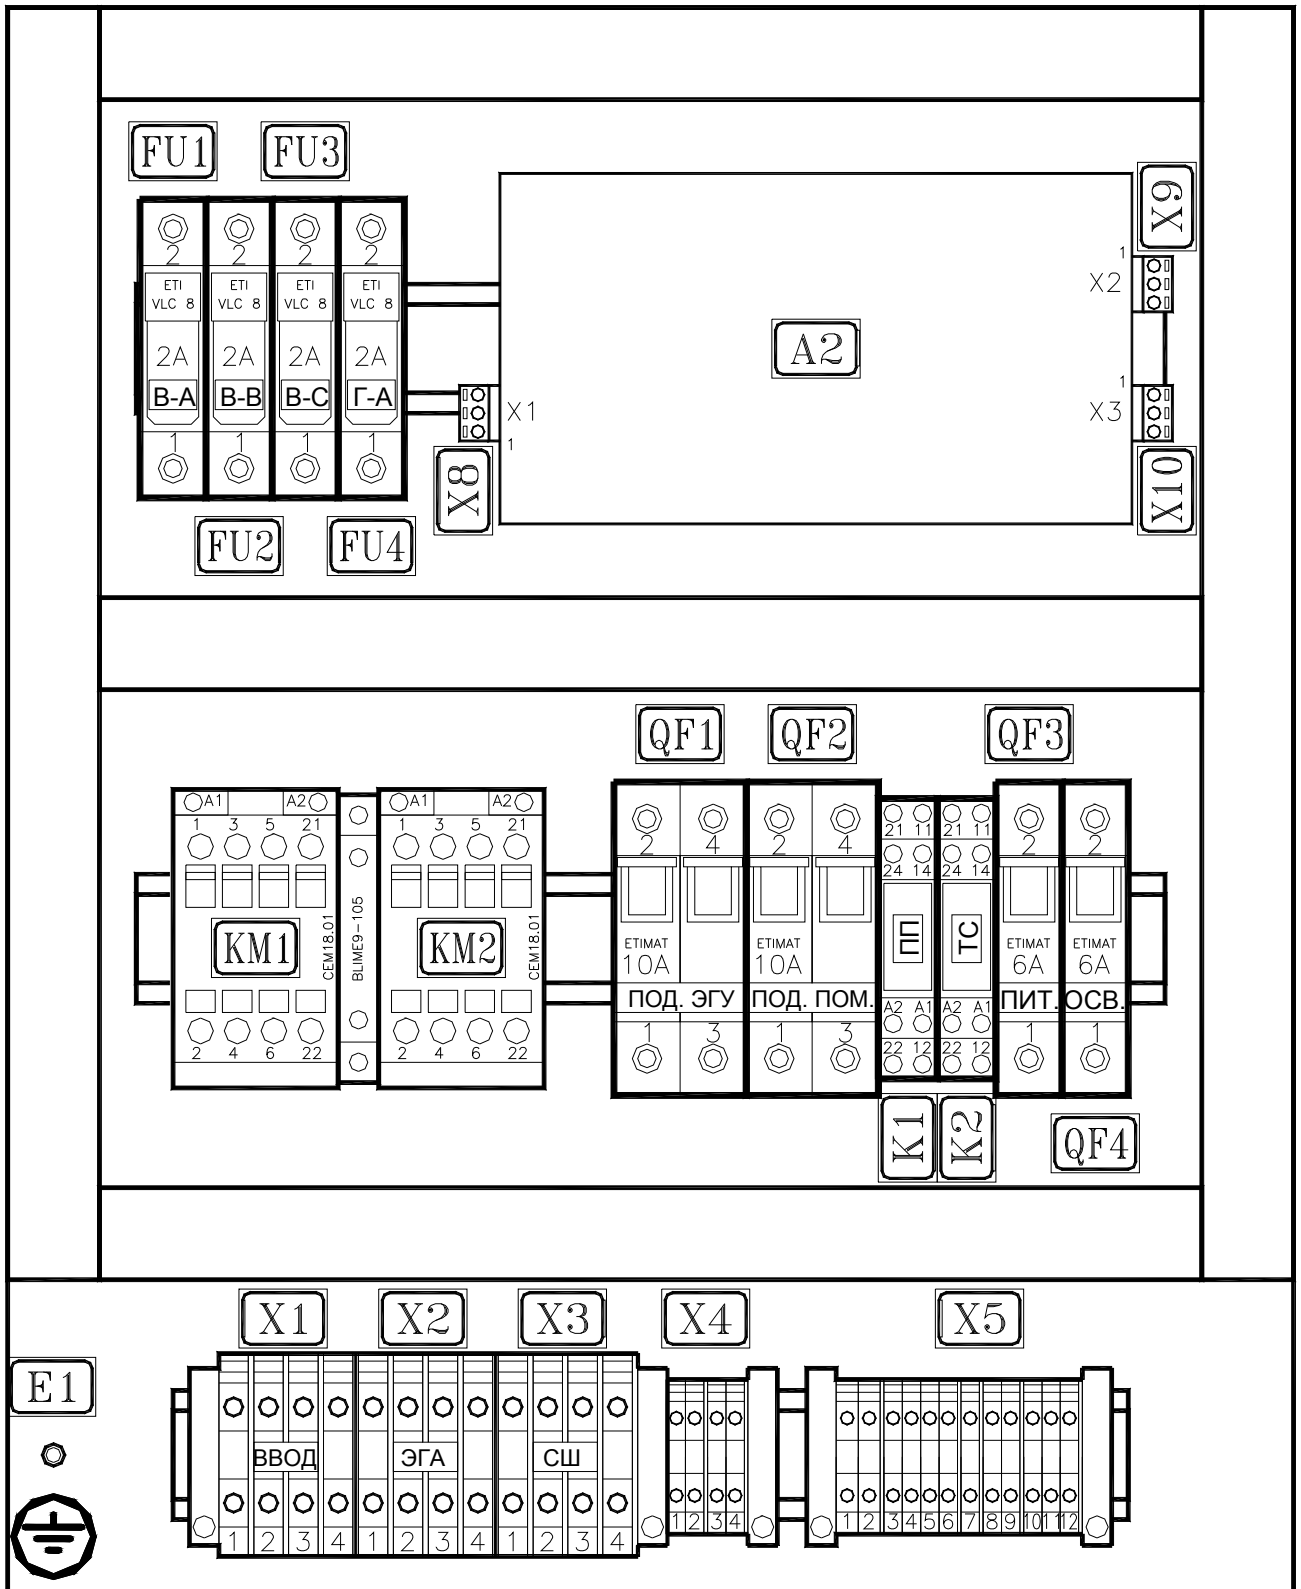 FU1 FU3
X9
2 2 2 2
ETI ETI ETI ETI
VLC 8 VLC 8 VLC 8 VLC 8
1
X2
A2
2A 2A 2A 2A
В-А В-В В-С Г-А
1
X1 X3
1
1 1 1 1
X8 X10
FU2 FU4
QF1 QF2 QF3
A1 A2 A1 A2
1 3 5 21 1 3 5 21
2 4 2 4 21 11 21 11 2 2
24 14 24 14
KM1 CEM18.01 BLIME9-105 KM2 CEM18.01
ETIMAT ETIMAT ПП ТС ETIMAT ETIMAT
10A 10A 6A 6A
ПОД. ЭГУ ПОД. ПОМ. ПИТ. ОСВ.
A2 A1 A2 A1
1 3 1 3 1 1
2 4 6 22 2 4 6 22 22 12 22 12
K1 K2 QF4
X1 X2 X3 X4 X5
E1
ВВОД ЭГА СШ
1 2 3 4 1 2 3 4 1 2 3 4 1 2 3 4 1 2 3 4 5 6 7 8 9 10 11 12